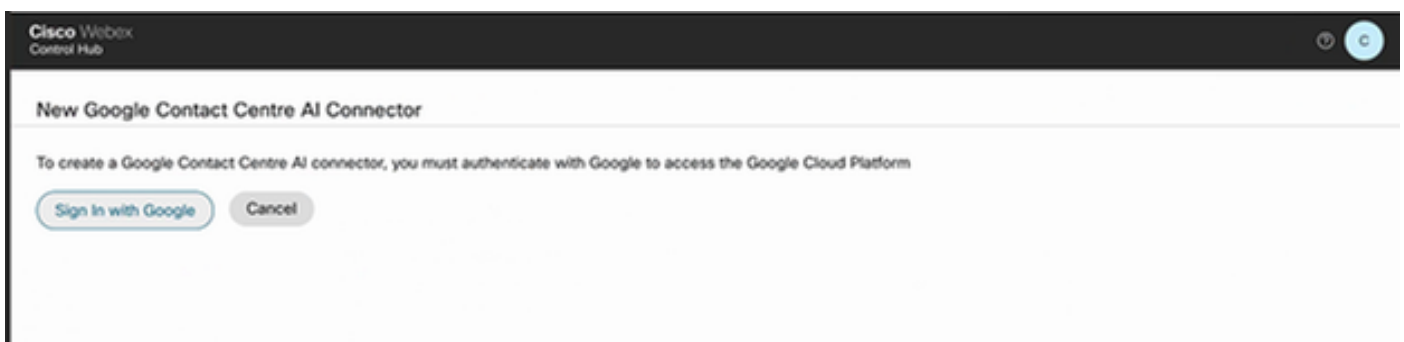 Cisco Webex
Control Hub
C
New Google Contact Centre AI Connector
To create a Google Contact Centre AI connector, you must authenticate with Google to access the Google Cloud Platform
Sign In with Google Cancel